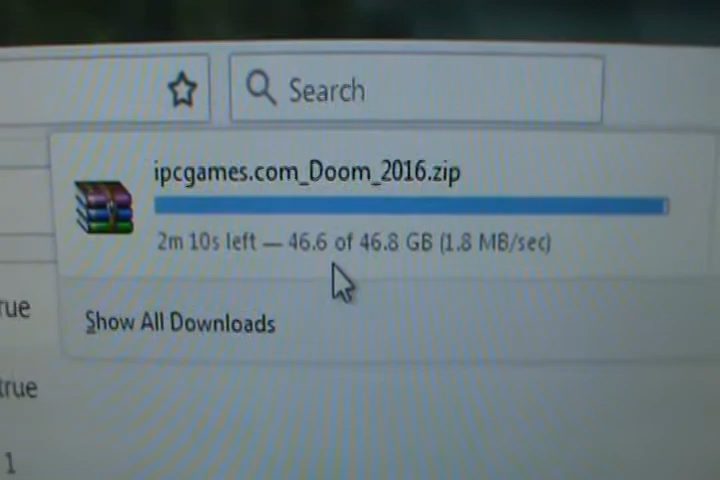 Search
ipcgames.com_Doom_2016.zip
2m 10s left — 46.6 of 46.8 GB (1.8 MB/sec)
rue
Show All Downloads
true
1